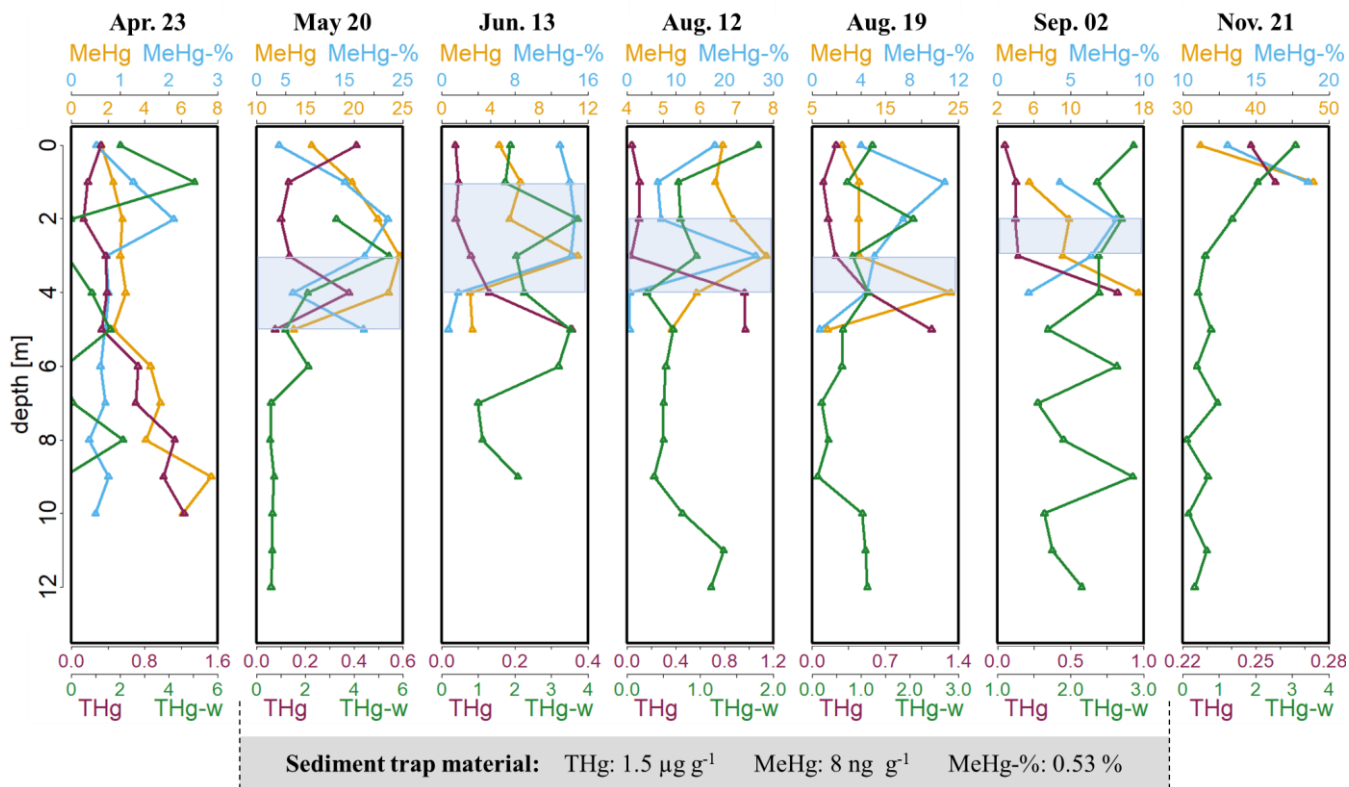 Apr. 23 May 20 Jun. 13 Aug. 12 Aug. 19 Sep. 02 Nov. 21
MeHg MeHg-% MeHg MeHg-% MeHg MeHg-% MeHg MeHg-% MeHg MeHg-% MeHg MeHg-% MeHg MeHg-%
0 1 2 3 0 5 15 25 0 8 16 0 10 20 30 0 4 8 12 0 5 10 10 15 20
0 2 4 6 8 10 15 20 25 0 4 8 12 4 5 6 7 8 5 15 25 2 6 10 18 30 40 50
depth [m]
0
2
4
6
8
10
12
0.0 0.8 1.6 0.0 0.2 0.4 0.6 0.0 0.2 0.4 0.0 0.4 0.8 1.2 0.0 0.7 1.4 0.0 0.5 1.0 0.22 0.25 0.28
0 2 4 6 0 2 4 6 0 1 2 3 4 0.0 1.0 2.0 0.0 1.0 2.0 3.0 1.0 2.0 3.0 0 1 2 3 4
THg THg-w THg THg-w THg THg-w THg THg-w THg THg-w THg THg-w THg THg-w
Sediment trap material: THg: 1.5 µg g-1 MeHg: 8 ng g-1 MeHg-%: 0.53 %